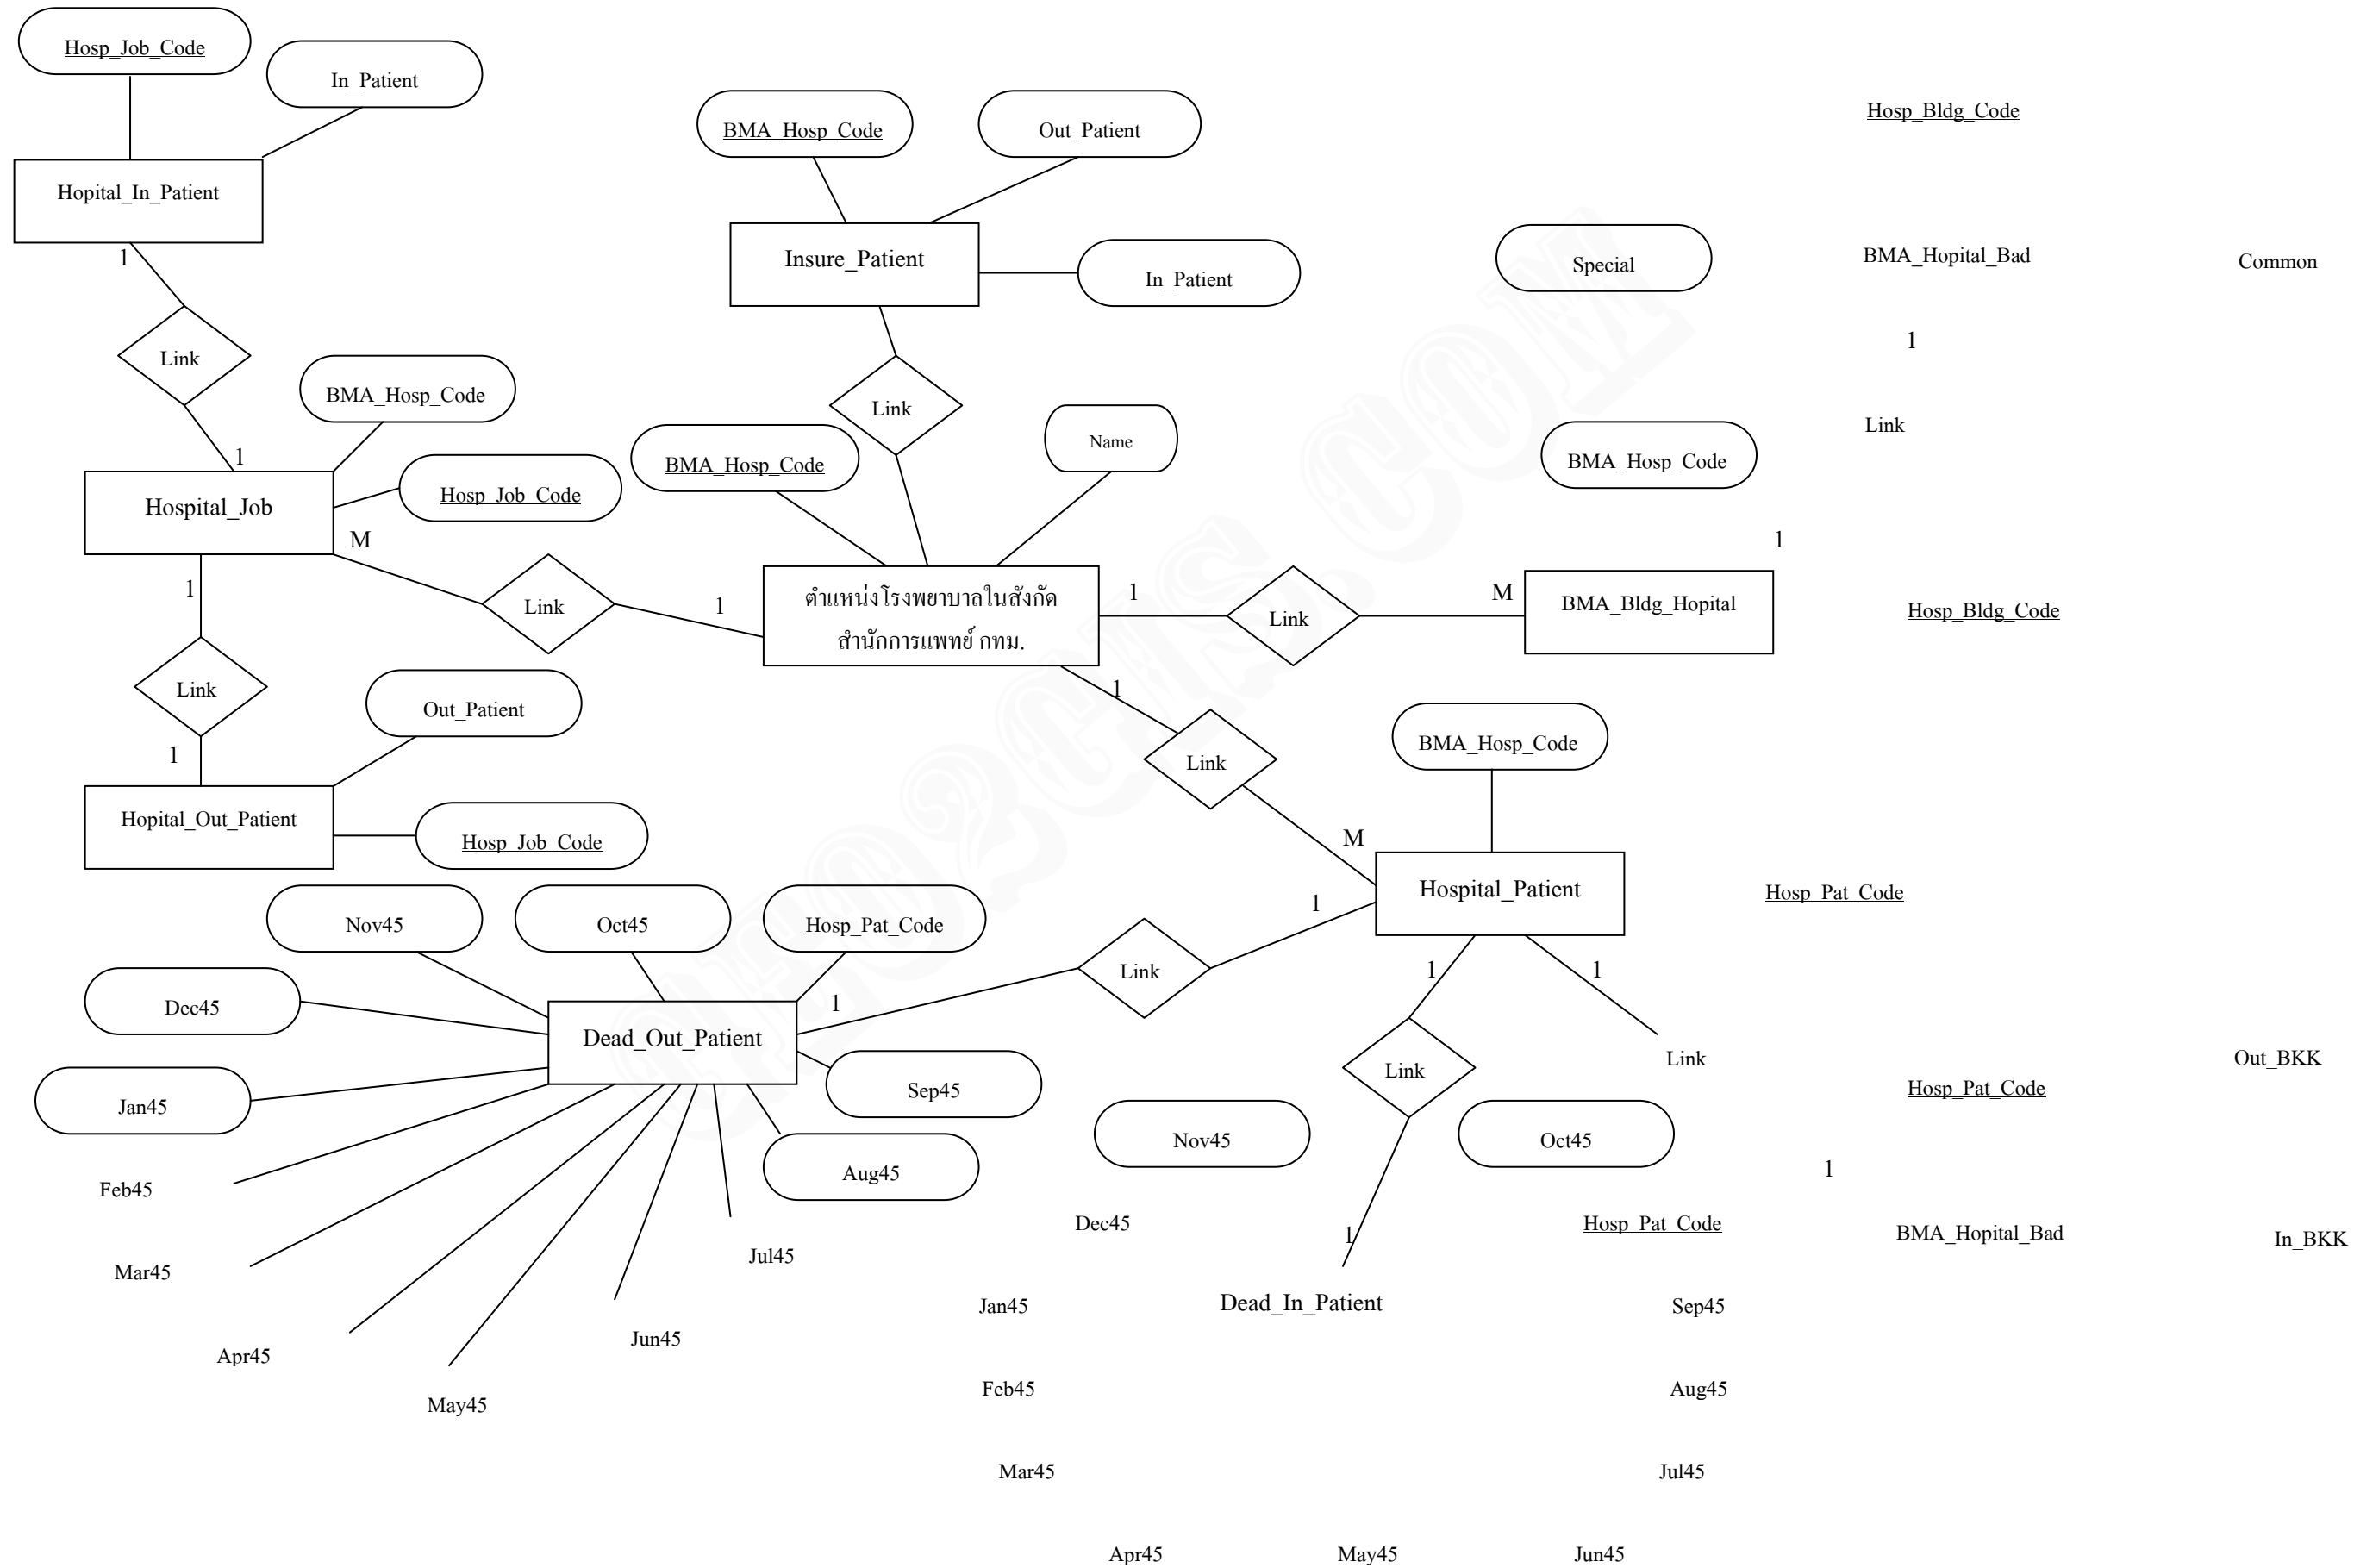 Hosp_Job_Code
In_Patient
Hopital_In_Patient
1
Link
1
BMA_Hosp_Code
Hosp_Job_Code
Hospital_Job
M
Link
1
1
Link
1
Out_Patient
Hopital_Out_Patient
Hosp_Job_Code
BMA_Hosp_Code
Out_Patient
Insure_Patient
In_Patient
Link
BMA_Hosp_Code
Name
ตำแหน่งโรงพยาบาลในสังกัด
สำนักการแพทย์ กทม.
1
Link
M
BMA_Bldg_Hopital
Hosp_Bldg_Code
Special
BMA_Hopital_Bad
Common
1
Link
BMA_Hosp_Code
1
Hosp_Bldg_Code
1
Link
M
BMA_Hosp_Code
Hospital_Patient
Hosp_Pat_Code
1
Link
1
Nov45
Oct45
Hosp_Pat_Code
Dec45
Dead_Out_Patient
Jan45
Sep45
Aug45
Feb45
Mar45
Apr45
May45
Jun45
Jul45
1
Link
1
1
Link
Out_BKK
Hosp_Pat_Code
1
BMA_Hopital_Bad
In_BKK
Nov45
Oct45
Dec45
Hosp_Pat_Code
Jan45
Dead_In_Patient
Sep45
Feb45
Aug45
Mar45
Jul45
Apr45
May45
Jun45